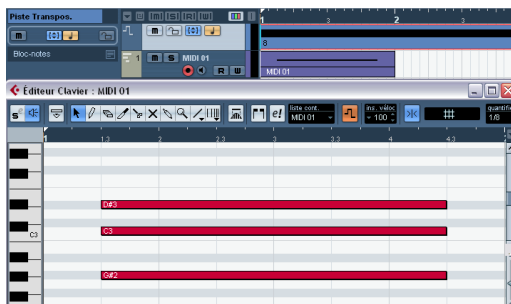 Piste Transpos.
m S I R I W
1 3 2 3
m
8
Bloc-notes
1 m S MIDI 01
R W
MIDI 01
Éditeur Clavier : MIDI 01
S e! liste cont. MIDI 01 ins. véloc 100 quantifie 1/8
1 1.3 2 2.3 3 3.3 4 4.3
D#3
C3 C3
G#2